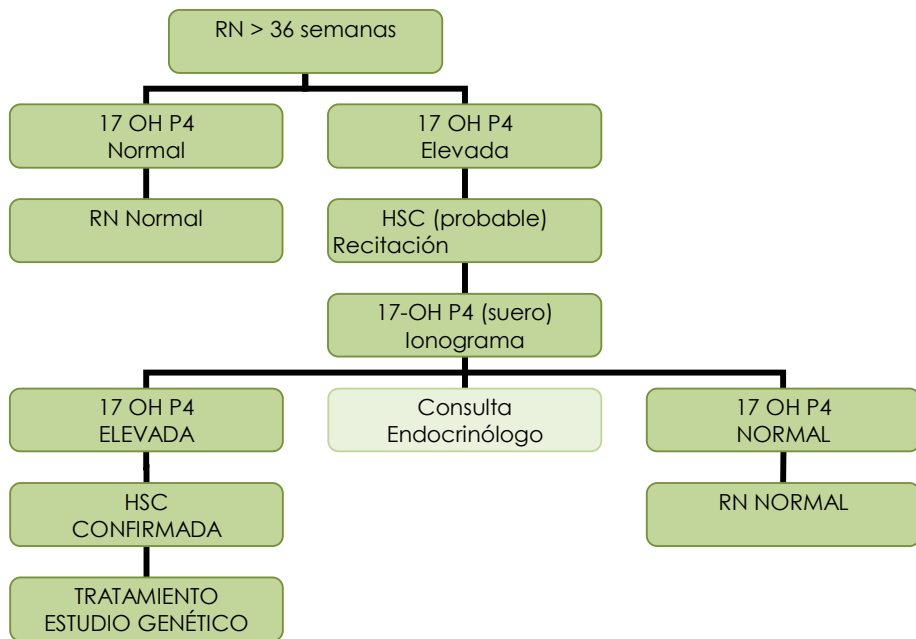 RN > 36 semanas
17 OH P4
Normal
17 OH P4
Elevada
RN Normal
HSC (probable)
Recitación
17-OH P4 (suero)
Ionograma
17 OH P4
ELEVADA
Consulta
Endocrinólogo
17 OH P4
NORMAL
HSC
CONFIRMADA
RN NORMAL
TRATAMIENTO
ESTUDIO GENÉTICO